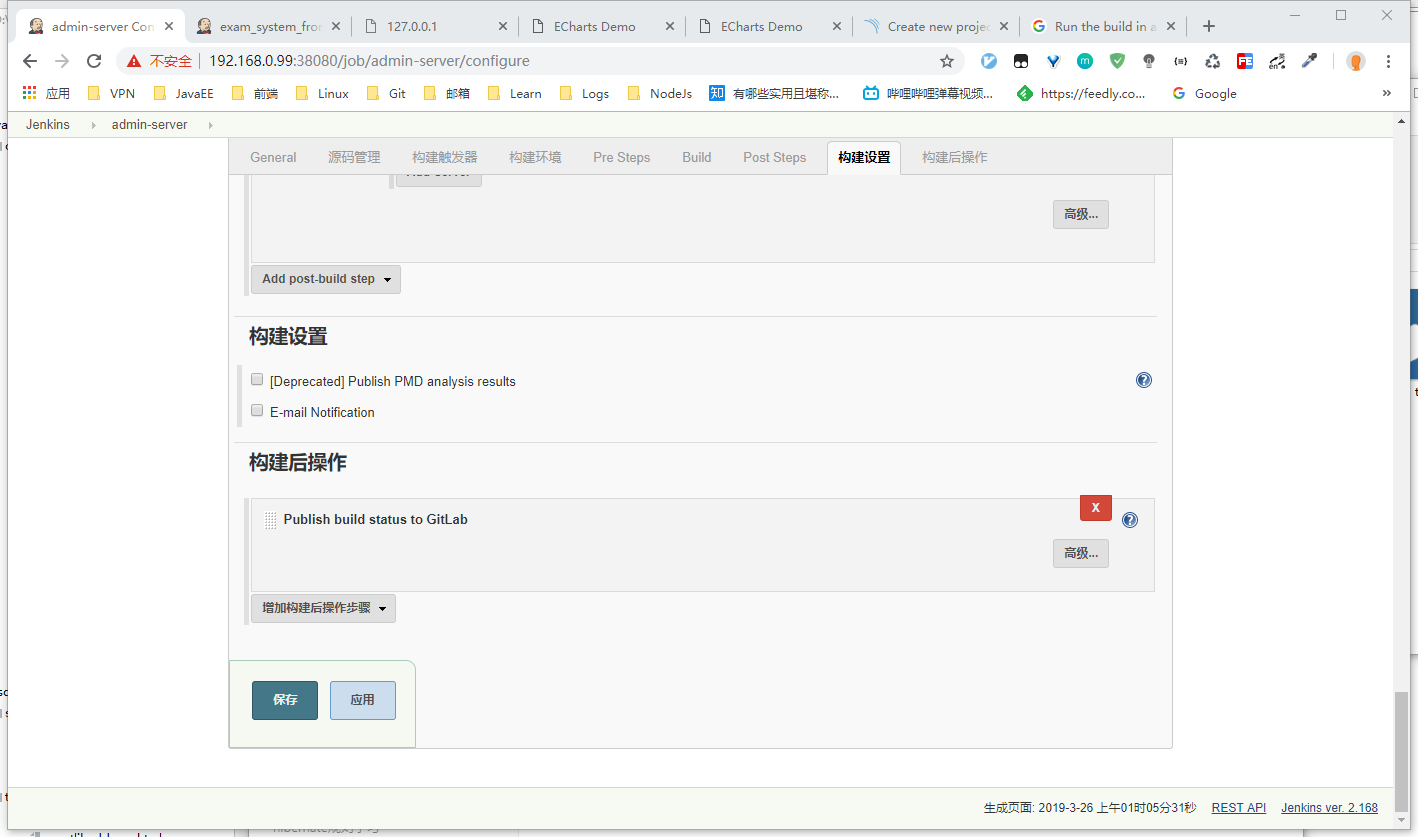 admin-server Con
exam_system_fron
127.0.0.1
ECharts Demo
ECharts Demo
Create new projec
Run the build in a
不安全
192.168.0.99:38080/job/admin-server/configure
应用
VPN
JavaEE
前端
Linux
Git
邮箱
Learn
Logs
NodeJs
知 有哪些实用且堪称...
哔哩哔哩弹幕视频...
https://feedly.co...
Google
Jenkins
admin-server
General
源码管理
构建触发器
构建环境
Pre Steps
Build
Post Steps
构建设置
构建后操作
高级...
Add post-build step
构建设置
[Deprecated] Publish PMD analysis results
E-mail Notification
构建后操作
X
Publish build status to GitLab
高级...
增加构建后操作步骤
保存
应用
生成页面: 2019-3-26 上午01时05分31秒
REST API
Jenkins ver. 2.168